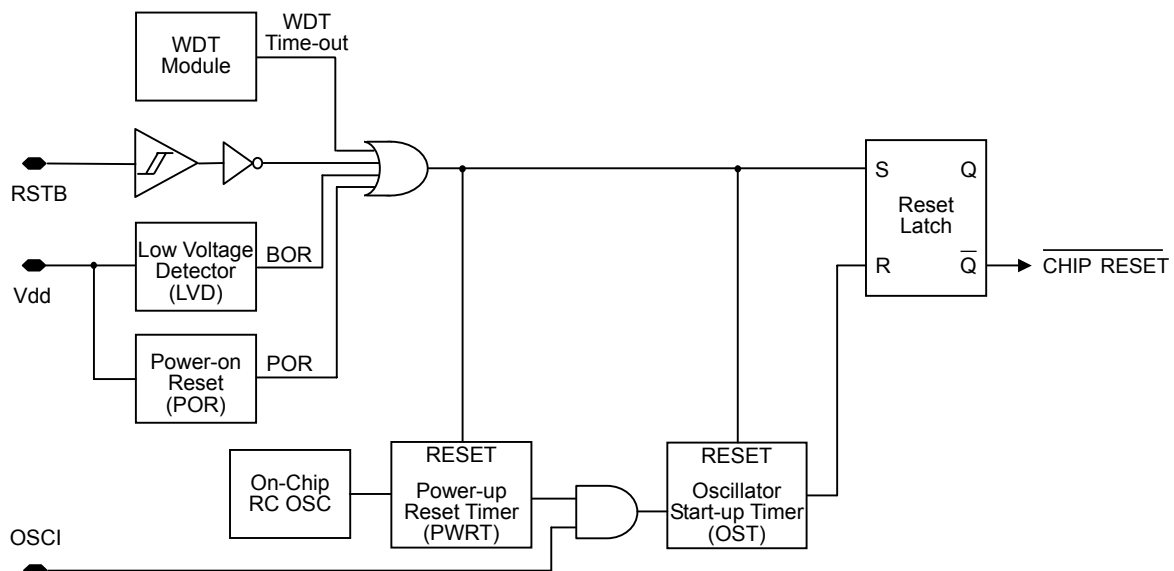 WDT
Module
WDT
Time-out
RSTB
Low Voltage
Detector
(LVD)
BOR
Vdd
Power-on
Reset
(POR)
POR
S
Q
Reset
Latch
R
Q
CHIP RESET
On-Chip
RC OSC
RESET
Power-up
Reset Timer
(PWRT)
RESET
Oscillator
Start-up Timer
(OST)
OSCI